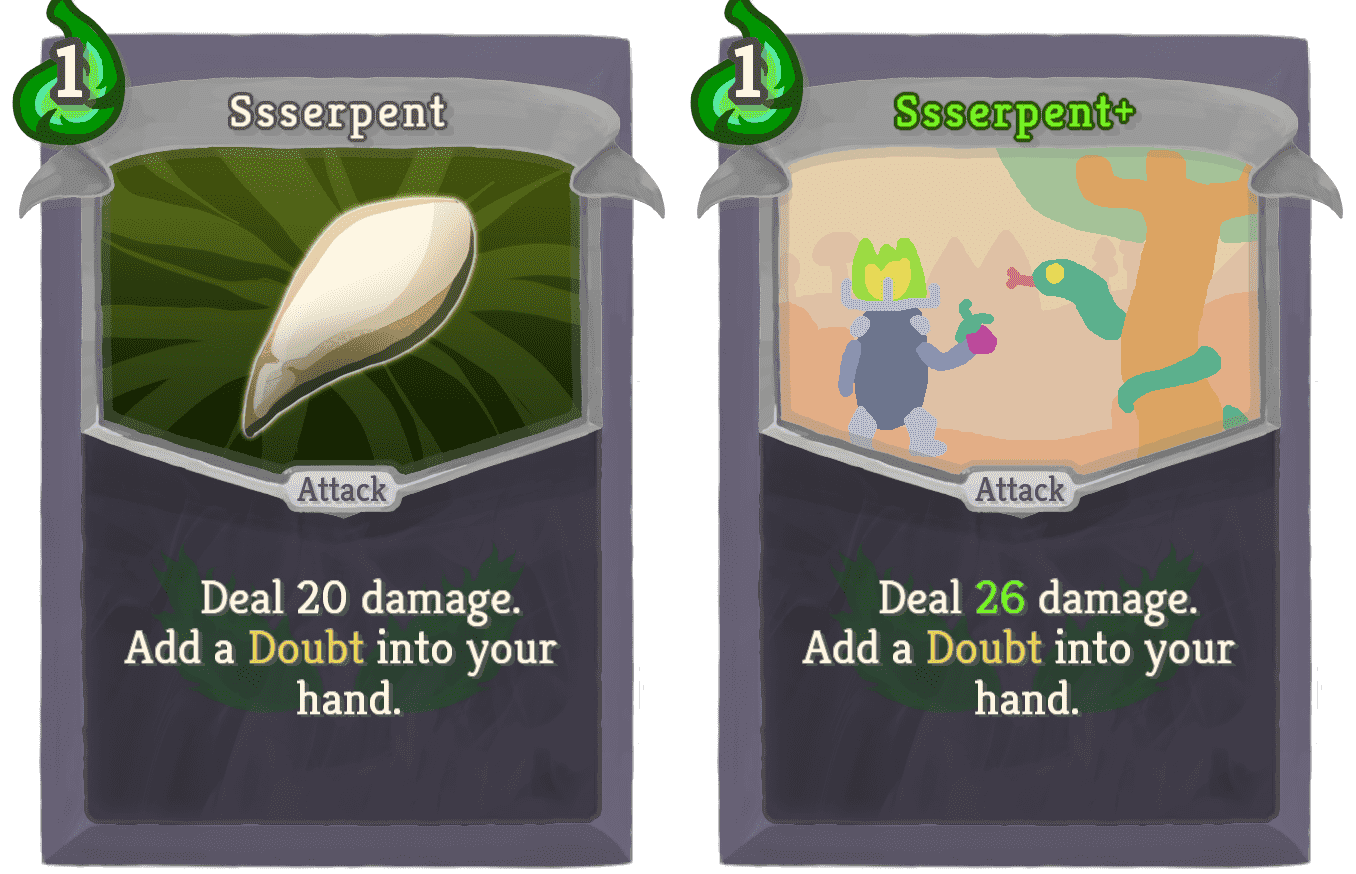 1
Ssserpent
Attack
Deal 20 damage.
Add a Doubt into your
hand.
1
Ssserpent+
Attack
Deal 26 damage.
Add a Doubt into your
hand.